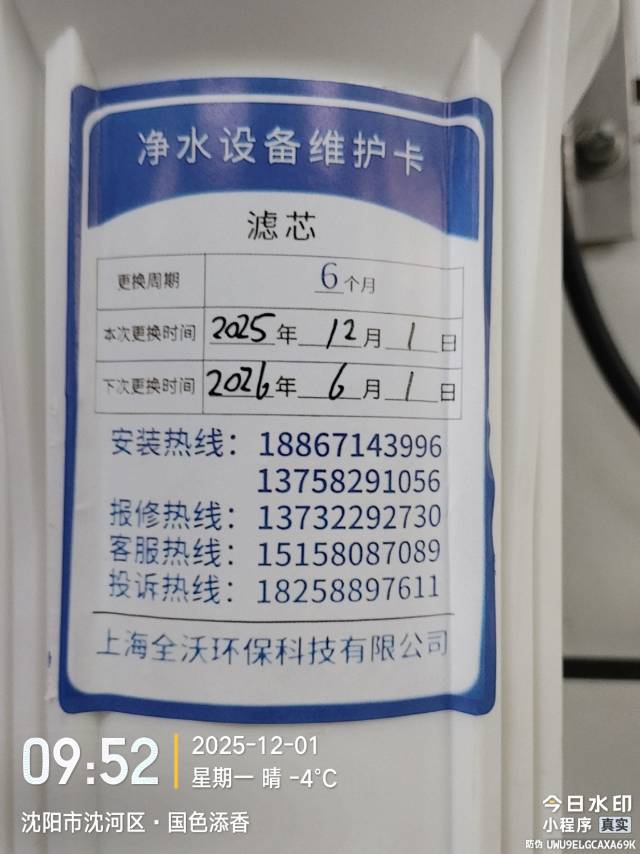 净水设备维护卡
滤芯
更换周期 6个月
本次更换时间 2025年 12月 1日
下次更换时间 2026年 6月 1日
安装热线：18867143996
13758291056
报修热线：13732292730
客服热线：15158087089
投诉热线：18258897611
上海全沃环保科技有限公司
09:52 2025-12-01
星期一 晴 -4℃
沈阳市沈河区·国色添香
今日水印
小程序 真实
防伪 UWU9ELGCAXA69K